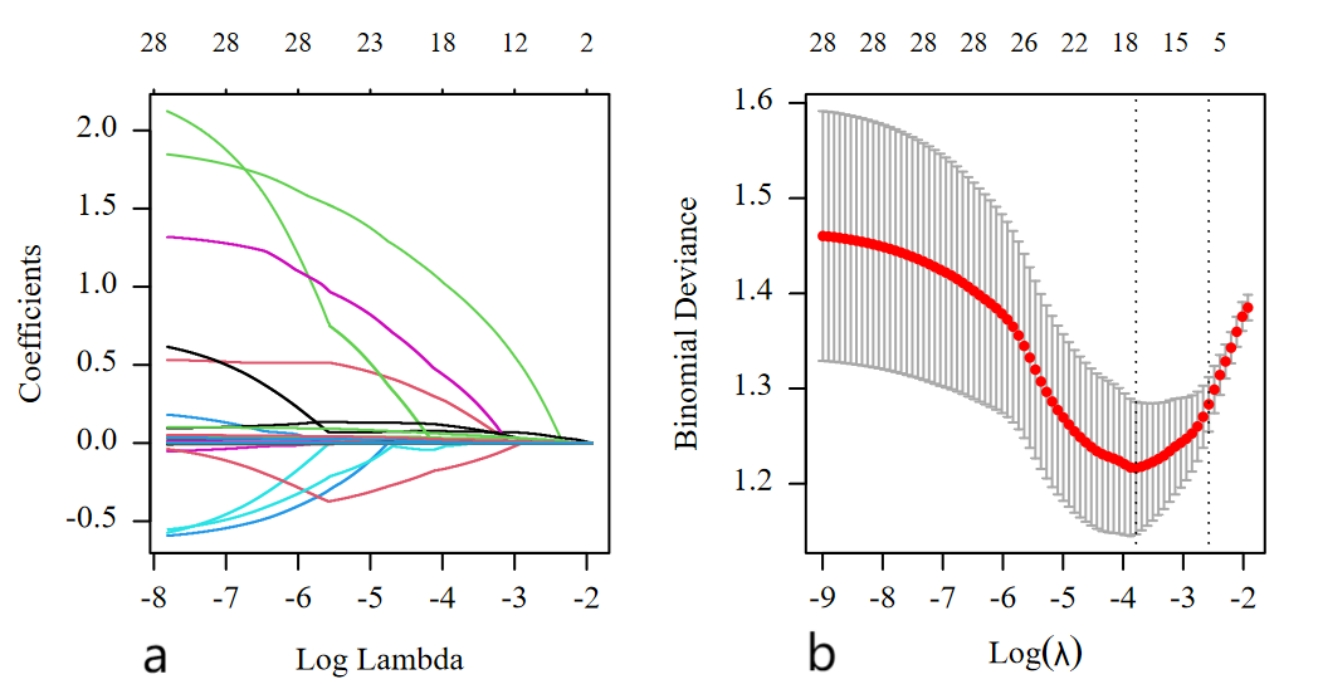 28 28 28 23 18 12 2
2.0
1.5
1.0
0.5
0.0
-0.5
Coefficients
-8 -7 -6 -5 -4 -3 -2
a Log Lambda
28 28 28 28 26 22 18 15 5
1.6
1.5
1.4
1.3
1.2
Binomial Deviance
-9 -8 -7 -6 -5 -4 -3 -2
b Log(λ)